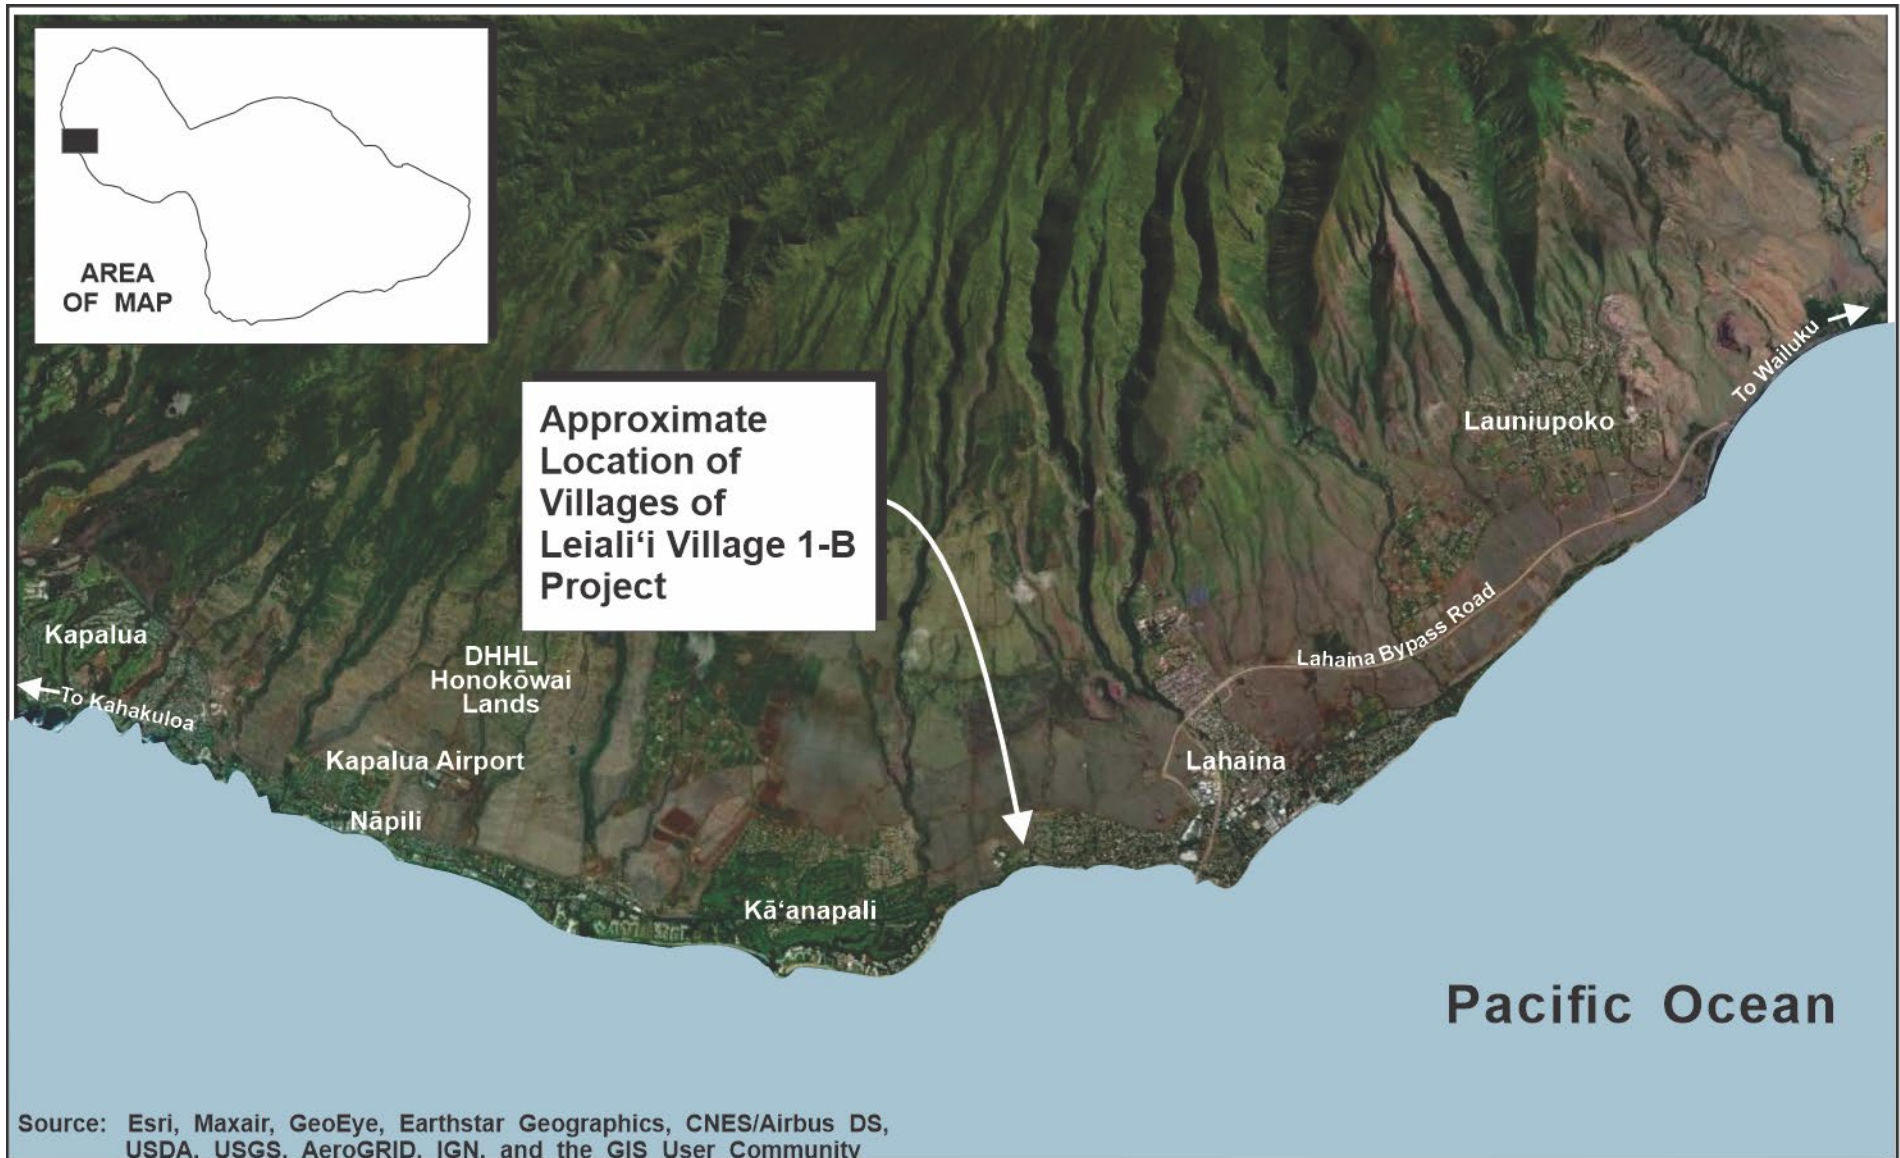 AREA
OF MAP
Approximate
Location of
Villages of
Leiali‘i Village 1-B
Project
Launiupoko
To Wailuku
Lahaina Bypass Road
Kapalua
To Kahakuloa
DHHL
Honokōwai
Lands
Kapalua Airport
Nāpili
Lahaina
Kā‘anapali
Pacific Ocean
Source: Esri, Maxair, GeoEye, Earthstar Geographics, CNES/Airbus DS,
USDA, USGS, AeroGRID, IGN, and the GIS User Community